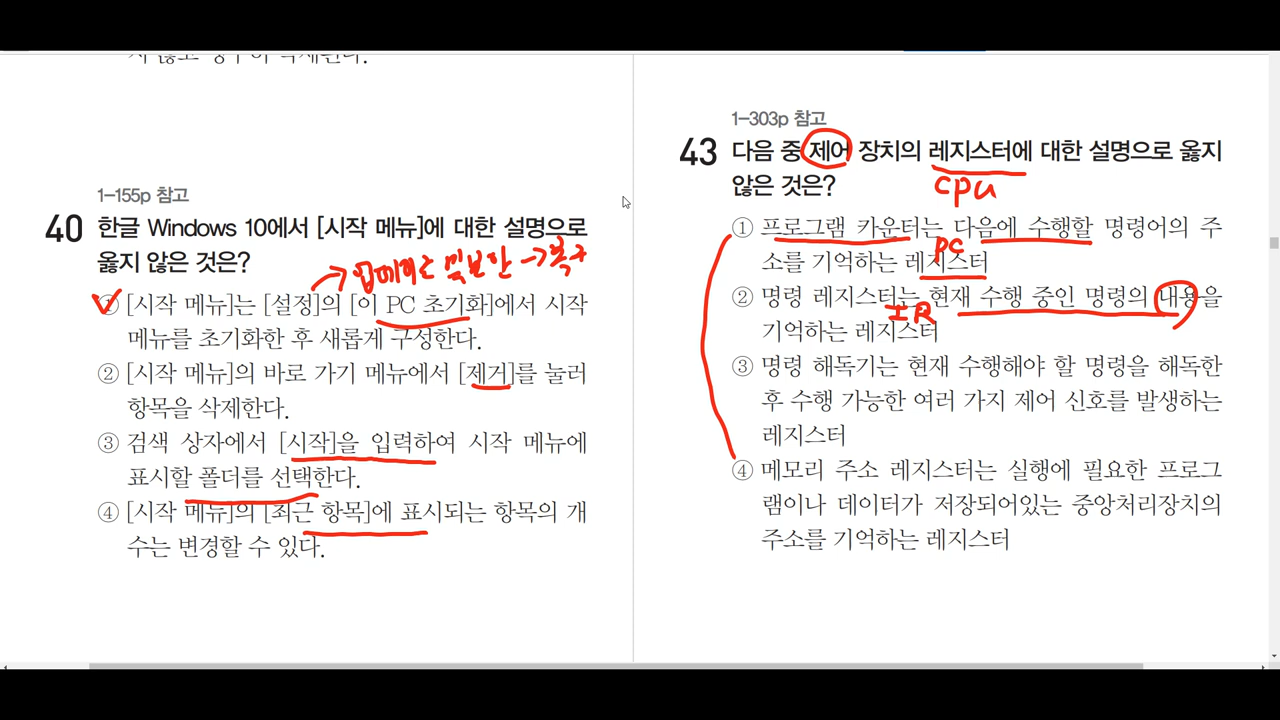 1-155p 참고
40 한글 Windows 10에서 [시작 메뉴]에 대한 설명으로
옳지 않은 것은?
→ 일 → 복구
① [시작 메뉴]는 [설정]의 [이 PC 초기화]에서 시작
메뉴를 초기화한 후 새롭게 구성한다.
② [시작 메뉴]의 바로 가기 메뉴에서 [제거]를 눌러
항목을 삭제한다.
③ 검색 상자에서 [시작]을 입력하여 시작 메뉴에
표시할 폴더를 선택한다.
④ [시작 메뉴]의 [최근 항목]에 표시되는 항목의 개
수는 변경할 수 있다.
1-303p 참고
43 다음 중 제어 장치의 레지스터에 대한 설명으로 옳지
않은 것은?
cpu
① 프로그램 카운터는 다음에 수행할 명령어의 주
PC
소를 기억하는 레지스터
② 명령 레지스터는 현재 수행 중인 명령의 내용을
IR
기억하는 레지스터
③ 명령 해독기는 현재 수행해야 할 명령을 해독한
후 수행 가능한 여러 가지 제어 신호를 발생하는
레지스터
④ 메모리 주소 레지스터는 실행에 필요한 프로그
램이나 데이터가 저장되어있는 중앙처리장치의
주소를 기억하는 레지스터